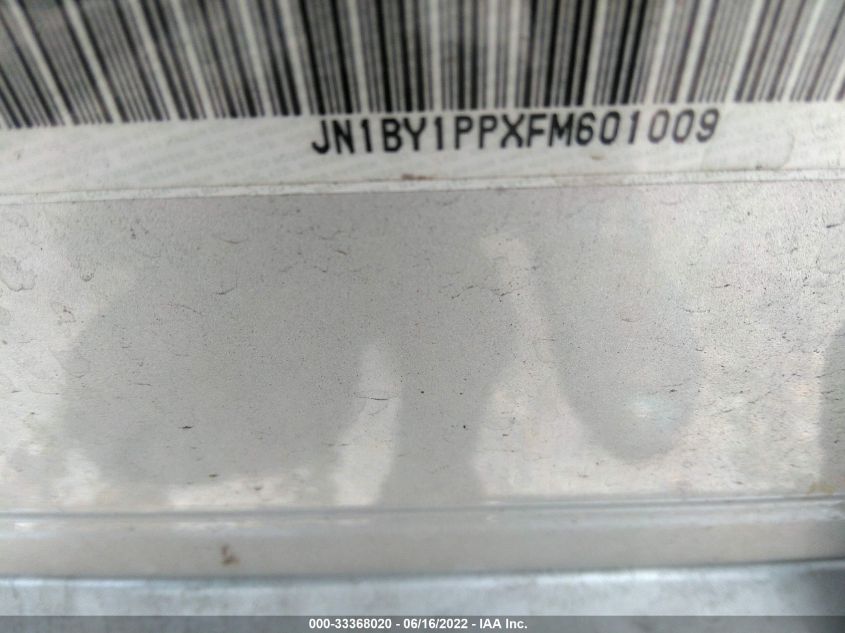 JN1BY1PPXFM601009
000-33368020 - 06/16/2022 - IAA Inc.